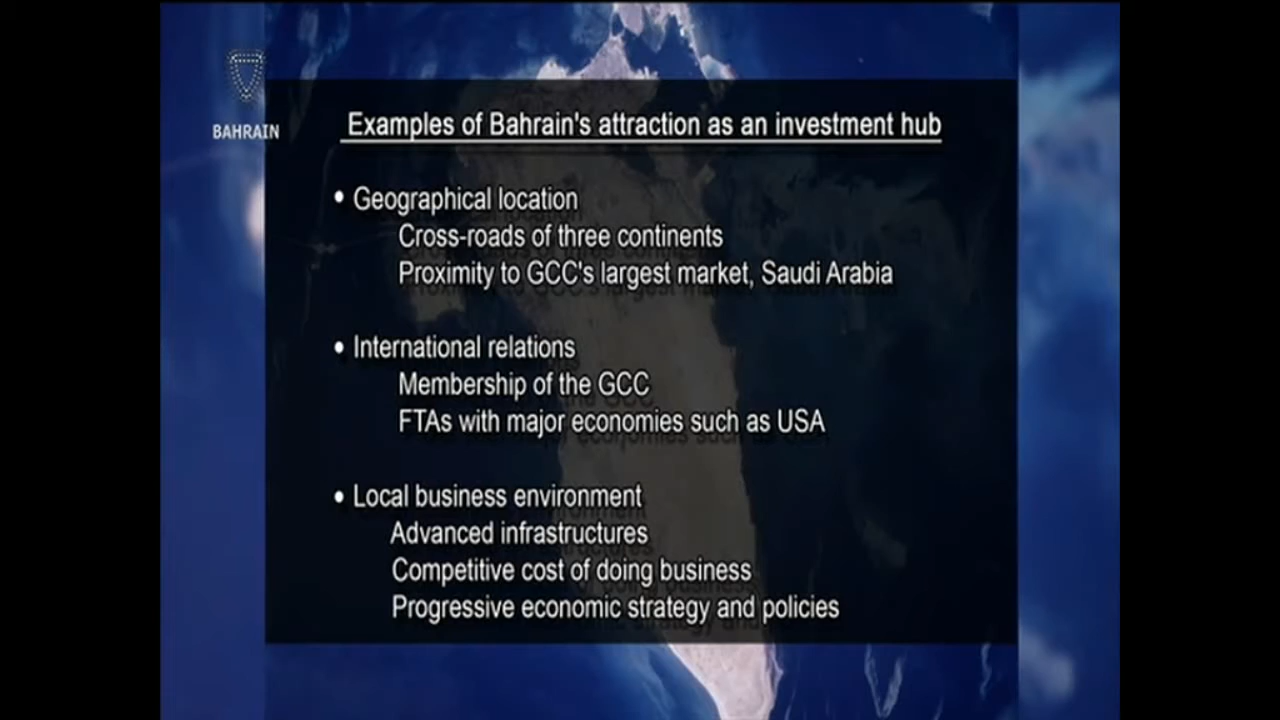 BAHRAIN
Examples of Bahrain's attraction as an investment hub
• Geographical location
Cross-roads of three continents
Proximity to GCC's largest market, Saudi Arabia
• International relations
Membership of the GCC
FTAs with major economies such as USA
• Local business environment
Advanced infrastructures
Competitive cost of doing business
Progressive economic strategy and policies